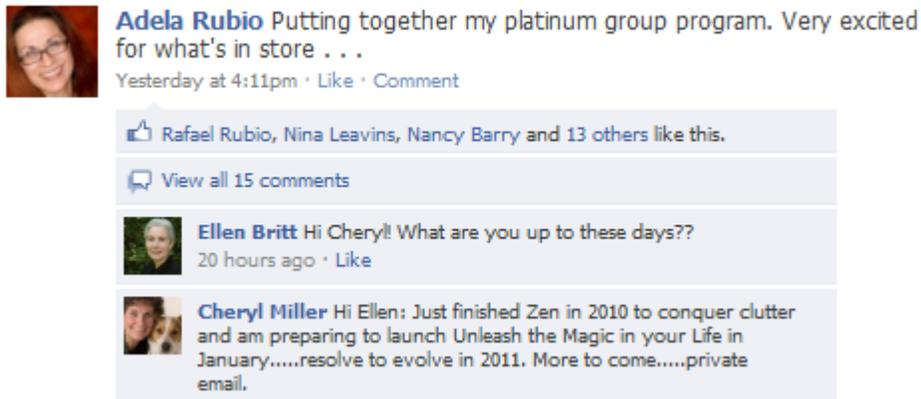 Adela Rubio Putting together my platinum group program. Very excited
for what's in store . . .
Yesterday at 4:11pm · Like · Comment
Rafael Rubio, Nina Leavins, Nancy Barry and 13 others like this.
View all 15 comments
Ellen Britt Hi Cheryl! What are you up to these days??
20 hours ago · Like
Cheryl Miller Hi Ellen: Just finished Zen in 2010 to conquer clutter
and am preparing to launch Unleash the Magic in your Life in
January.....resolve to evolve in 2011. More to come.....private
email.